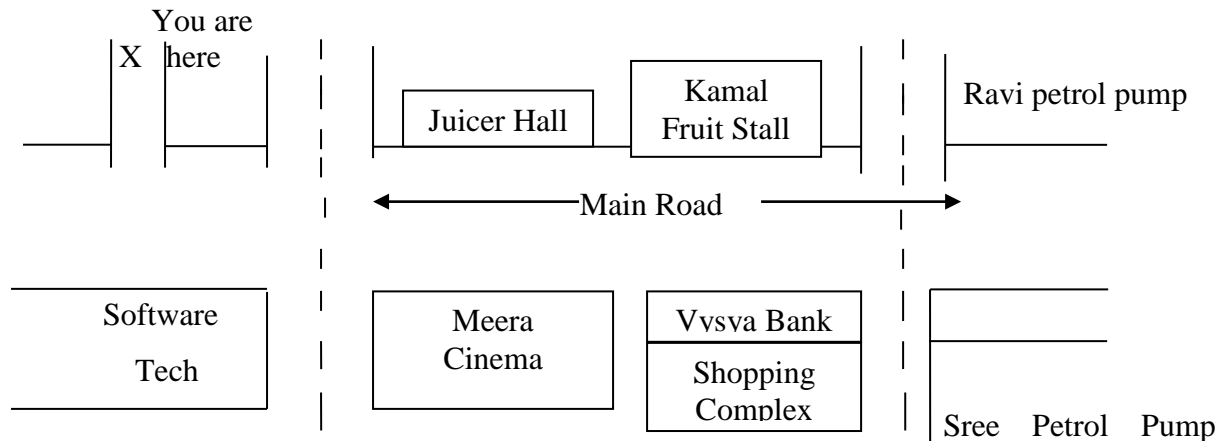 You are
X here
Juicer Hall
Kamal
Fruit Stall
Ravi petrol pump
Main Road
Software
Tech
Meera
Cinema
Vysya Bank
Shopping
Complex
Sree Petrol Pump